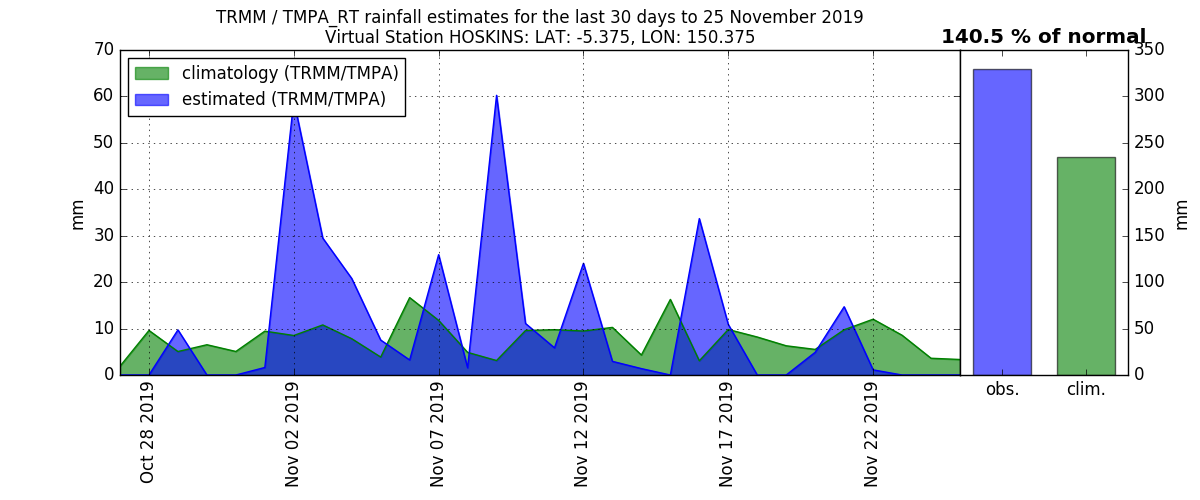 TRMM / TMPA_RT rainfall estimates for the last 30 days to 25 November 2019
Virtual Station HOSKINS: LAT: -5.375, LON: 150.375
140.5 % of normal
climatology (TRMM/TMPA)
estimated (TRMM/TMPA)
70
60
50
40
30
20
10
0
mm
Oct 28 2019
Nov 02 2019
Nov 07 2019
Nov 12 2019
Nov 17 2019
Nov 22 2019
350
300
250
200
150
100
50
0
mm
obs.
clim.